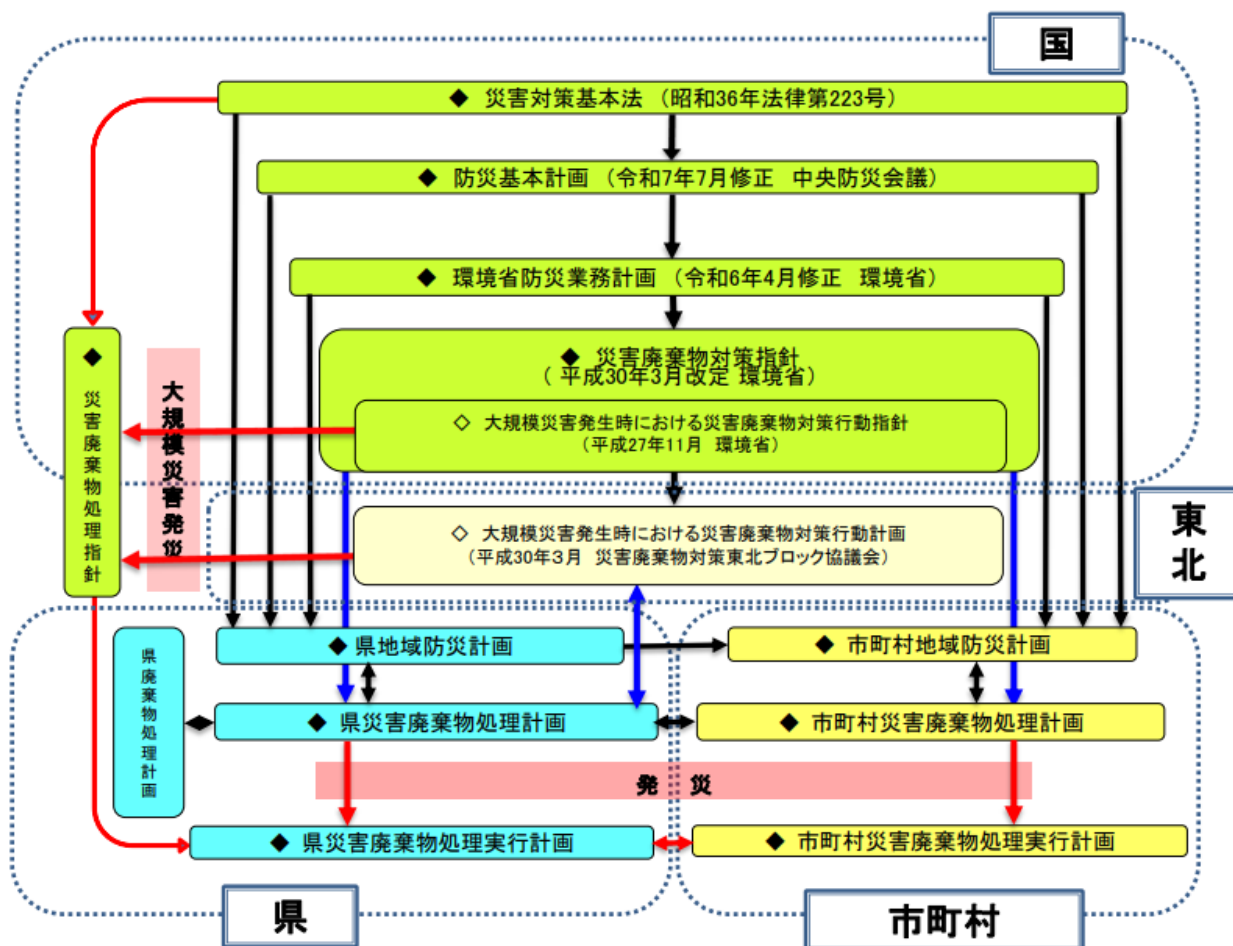 国
◆ 災害対策基本法 （昭和36年法律第223号）
◆ 防災基本計画 （令和7年7月修正 中央防災会議）
◆ 環境省防災業務計画 （令和6年4月修正 環境省）
◆ 災害廃棄物対策指針
（ 平成30年3月改定 環境省）
◇ 大規模災害発生時における災害廃棄物対策行動指針
（平成27年11月 環境省）
◆ 災害廃棄物処理指針
大規模災害発災
東北
◇ 大規模災害発生時における災害廃棄物対策行動計画
（平成30年3月 災害廃棄物対策東北ブロック協議会）
県廃棄物処理計画
◆ 県地域防災計画
◆ 市町村地域防災計画
◆ 県災害廃棄物処理計画
◆ 市町村災害廃棄物処理計画
発 災
◆ 県災害廃棄物処理実行計画
◆ 市町村災害廃棄物処理実行計画
県
市町村